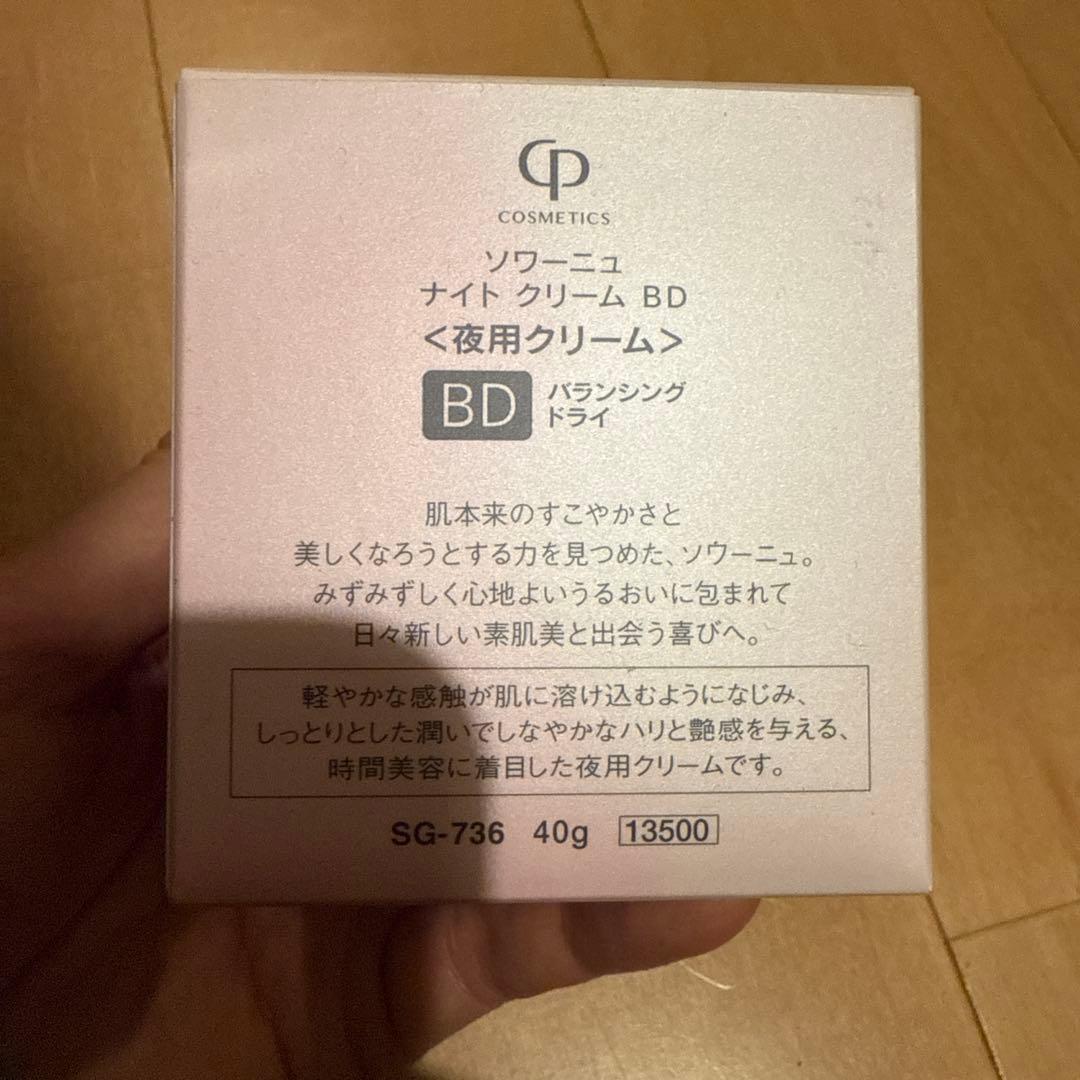 CP
COSMETICS
ソワーニュ
ナイト クリーム BD
<夜用クリーム>
BD バランシング
ドライ
肌本来のすこやかさと
美しくなろうとする力を見つめた、ソワーニュ。
みずみずしく心地よいうるおいに包まれて
日々新しい素肌美と出会う喜びへ。
軽やかな感触が肌に溶け込むようになじみ、
しっとりとした潤いでしなやかなハリと艶感を与える、
時間美容に着目した夜用クリームです。
SG-736 40g 13500